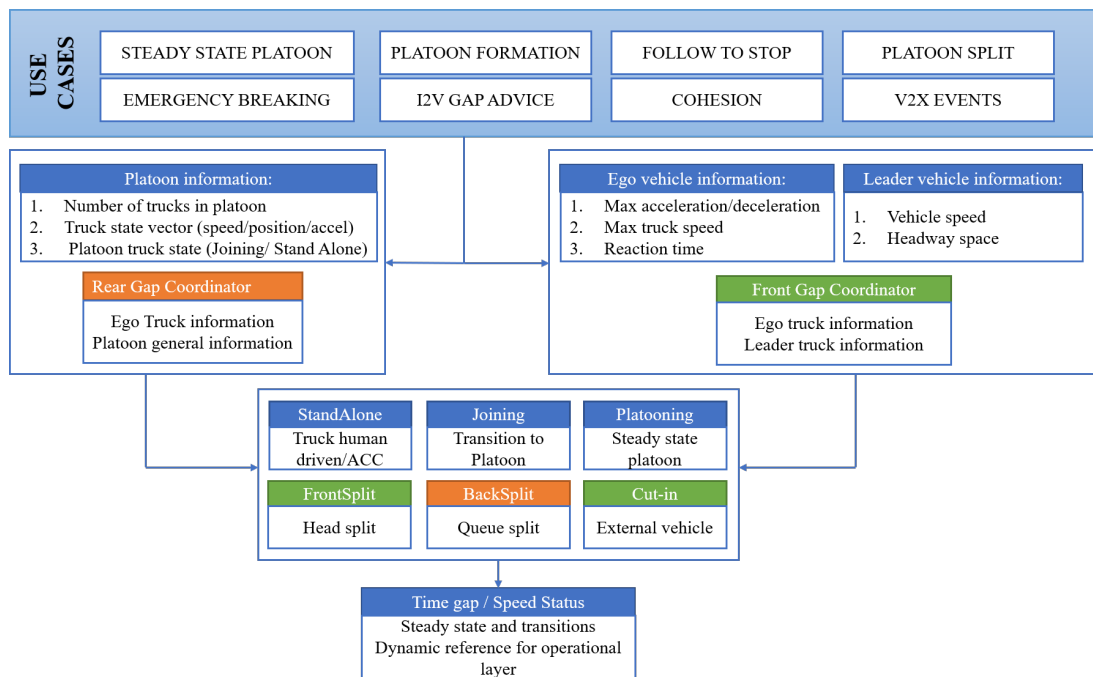 USE
CASES
STEADY STATE PLATOON
PLATOON FORMATION
FOLLOW TO STOP
PLATOON SPLIT
EMERGENCY BREAKING
I2V GAP ADVICE
COHESION
V2X EVENTS
Platoon information:
1. Number of trucks in platoon
2. Truck state vector (speed/position/accel)
3. Platoon truck state (Joining/ Stand Alone)
Rear Gap Coordinator
Ego Truck information
Platoon general information
Ego vehicle information:
1. Max acceleration/deceleration
2. Max truck speed
3. Reaction time
Leader vehicle information:
1. Vehicle speed
2. Headway space
Front Gap Coordinator
Ego truck information
Leader truck information
StandAlone
Truck human
driven/ACC
Joining
Transition to
Platoon
Platooning
Steady state
platoon
FrontSplit
Head split
BackSplit
Queue split
Cut-in
External vehicle
Time gap / Speed Status
Steady state and transitions
Dynamic reference for operational
layer